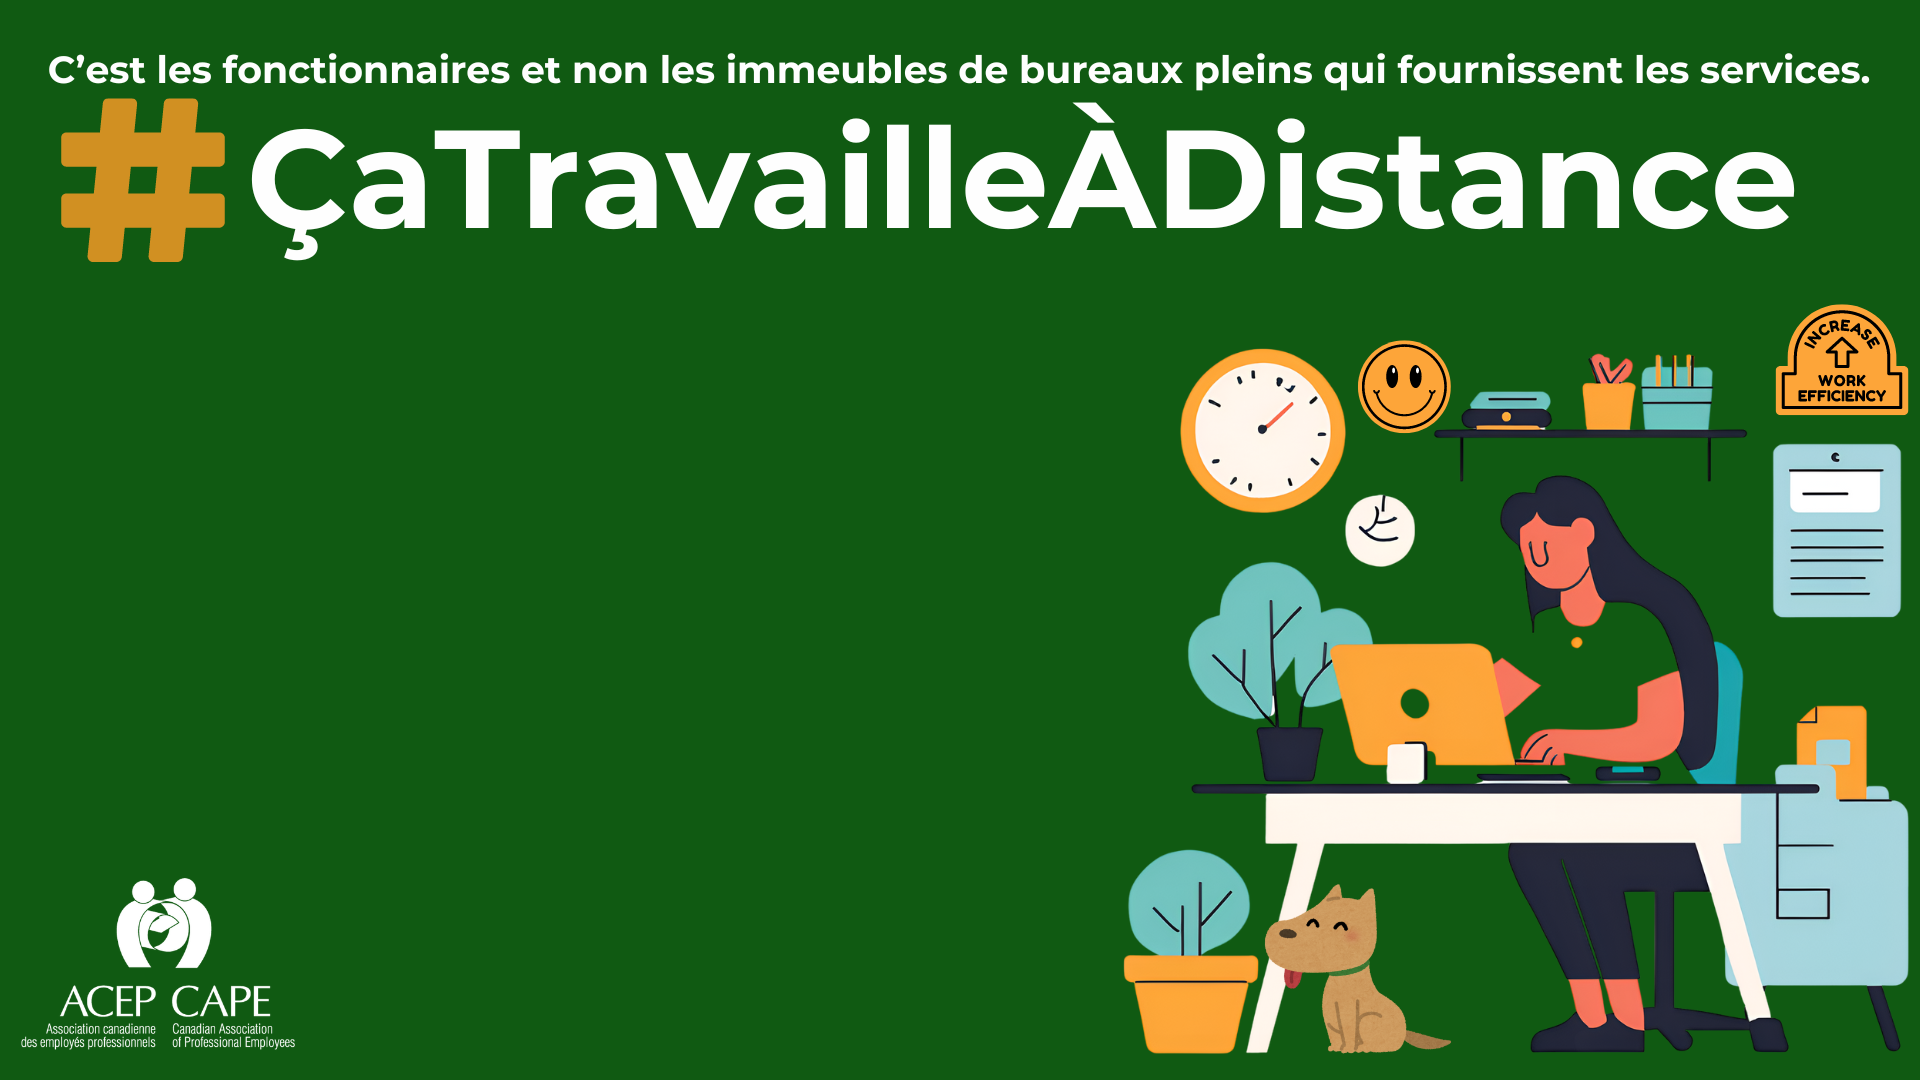 C’est les fonctionnaires et non les immeubles de bureaux pleins qui fournissent les services.
#ÇaTravailleÀDistance
INCREASE
WORK
EFFICIENCY
ACEP CAPE
Association canadienne
des employés professionnels
Canadian Association
of Professional Employees